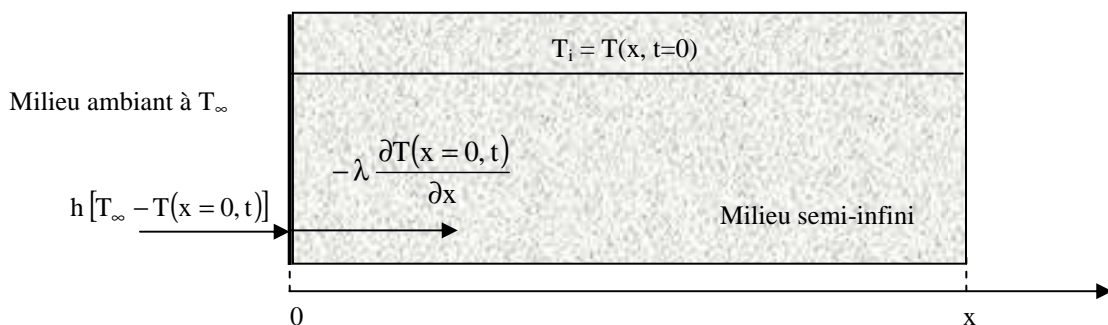 Tᵢ = T(x, t=0)
Milieu ambiant à T∞
−λ ∂T(x = 0, t) / ∂x
h [T∞ − T(x = 0, t)]
Milieu semi-infini
0
x